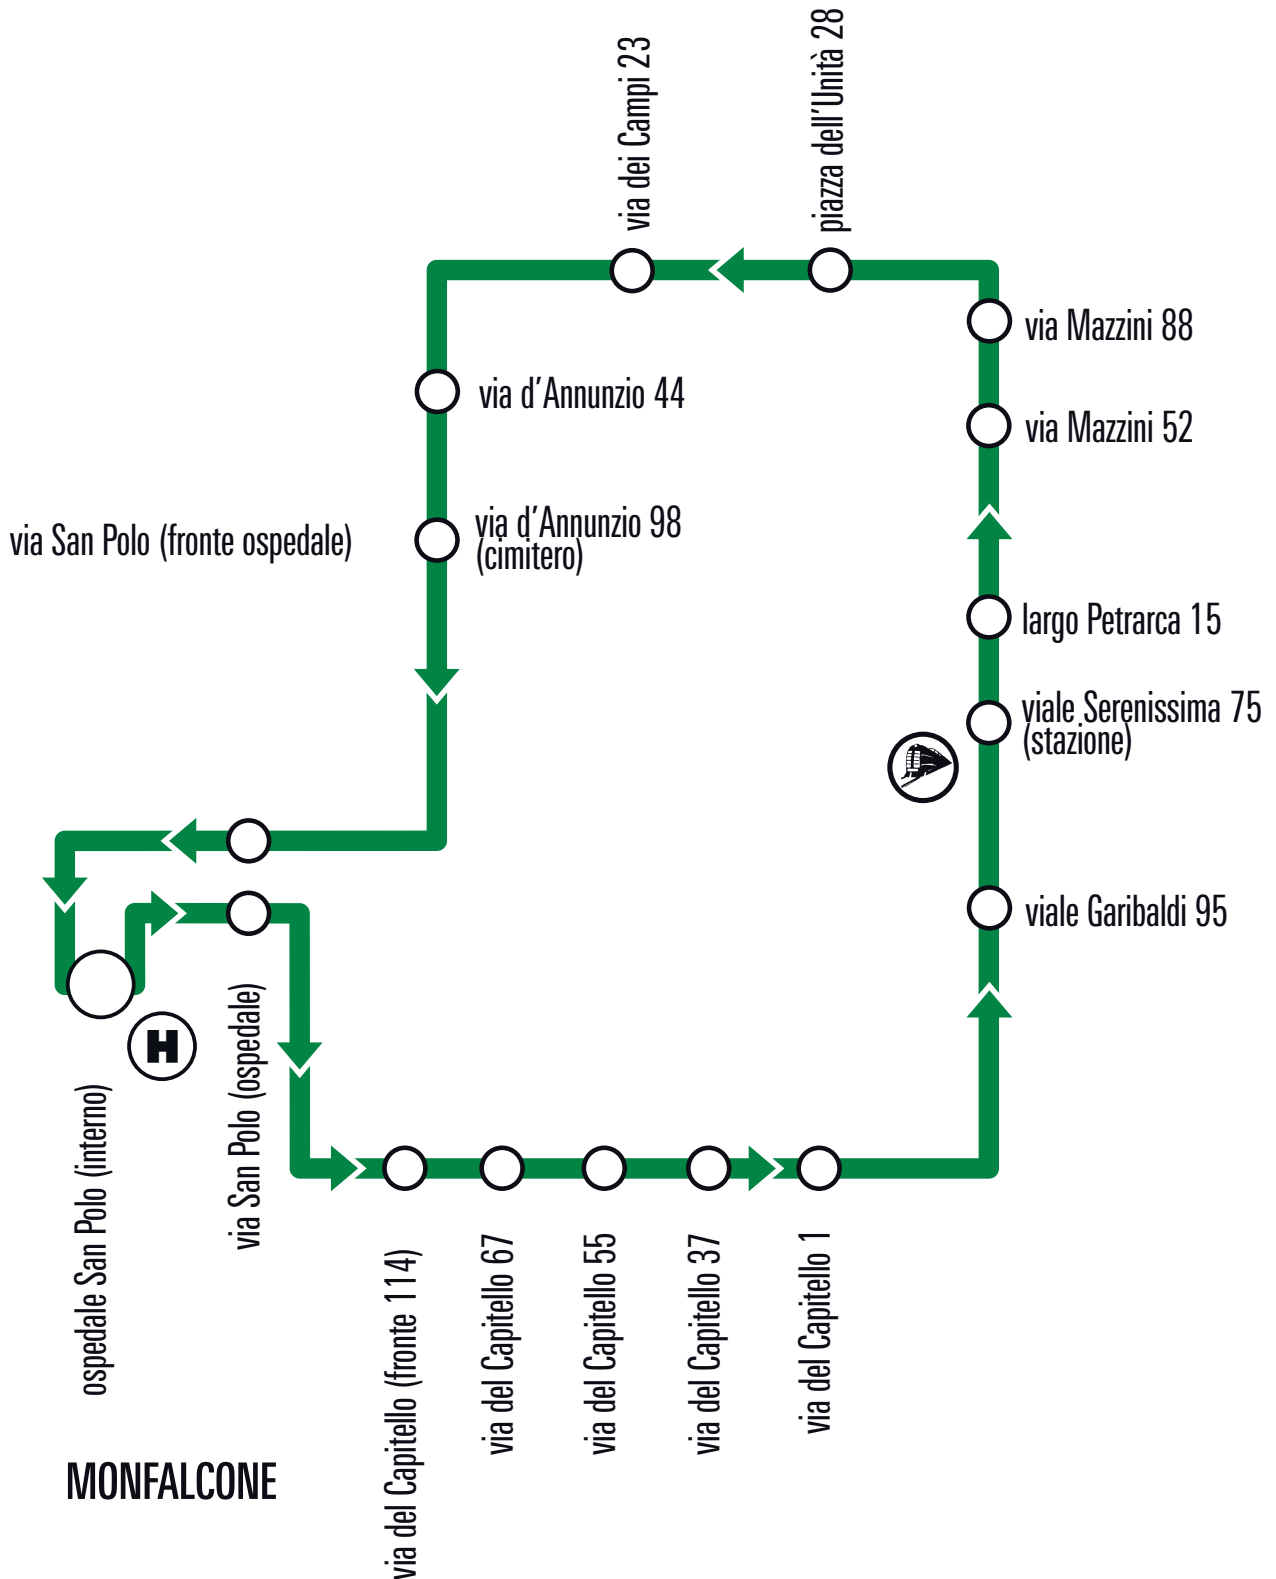 via dei Campi 23
piazza dell'Unità 28
via Mazzini 88
via d'Annunzio 44
via Mazzini 52
via San Polo (fronte ospedale)
via d'Annunzio 98
(cimitero)
largo Petrarca 15
viale Serenissima 75
(stazione)
viale Garibaldi 95
H
ospedale San Polo (interno)
via San Polo (ospedale)
via del Capitello (fronte 114)
via del Capitello 67
via del Capitello 55
via del Capitello 37
via del Capitello 1
MONFALCONE